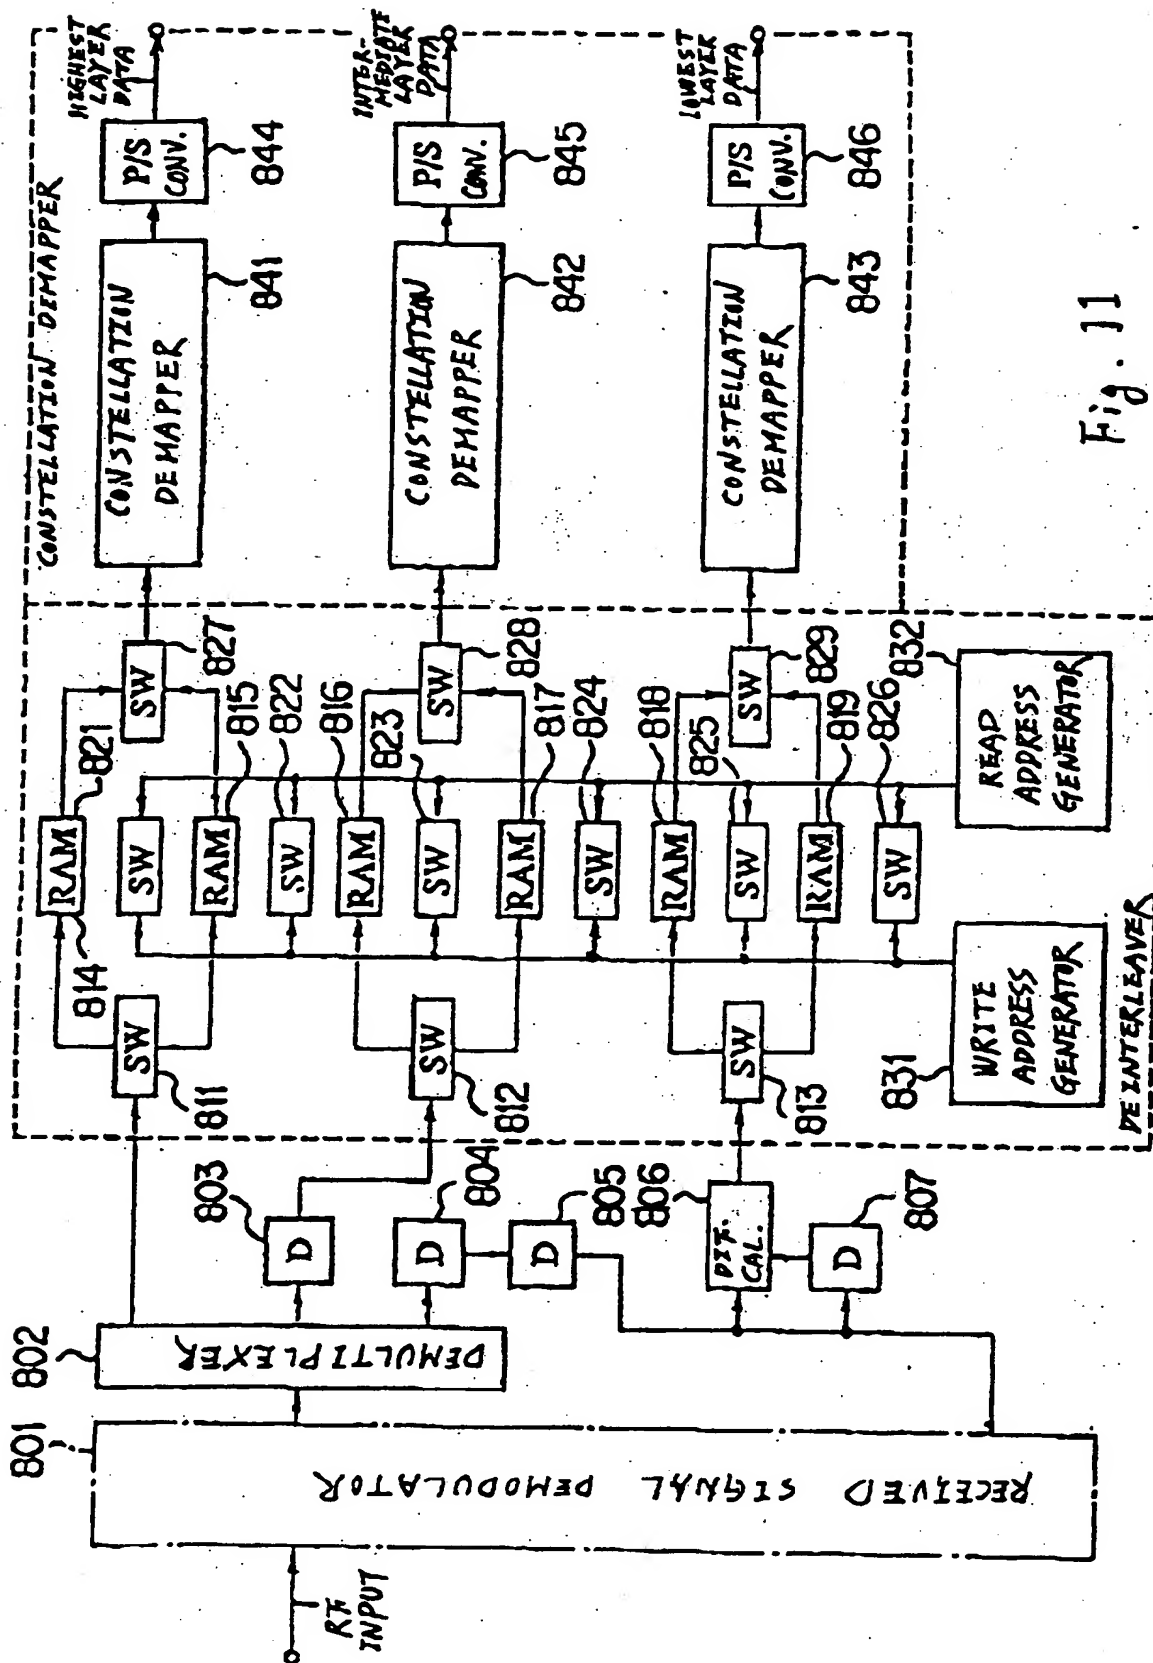 CONSTELLATION DEMAPPER
HIGHEST
LAYER
DATA
INTER-
MEDIATE
LAYER
DATA
LOWEST
LAYER
DATA
P/S
CONV.
844
P/S
CONV.
845
P/S
CONV.
846
CONSTELLATION
DEMAPPER
841
CONSTELLATION
DEMAPPER
842
CONSTELLATION
DEMAPPER
843
SW
827
SW
828
SW
829
RAM
821
814
SW
RAM
815
SW
822
RAM
816
SW
823
RAM
817
SW
824
RAM
818
SW
825
RAM
819
SW
826
READ
ADDRESS
GENERATOR
832
WRITE
ADDRESS
GENERATOR
831
DEINTERLEAVER
SW
811
SW
812
SW
813
D
803
D
804
D
805
DIF.
CAL.
806
D
807
DEMULTIPLEXER
802
RECEIVED SIGNAL DEMODULATOR
801
RF
INPUT
Fig. 11